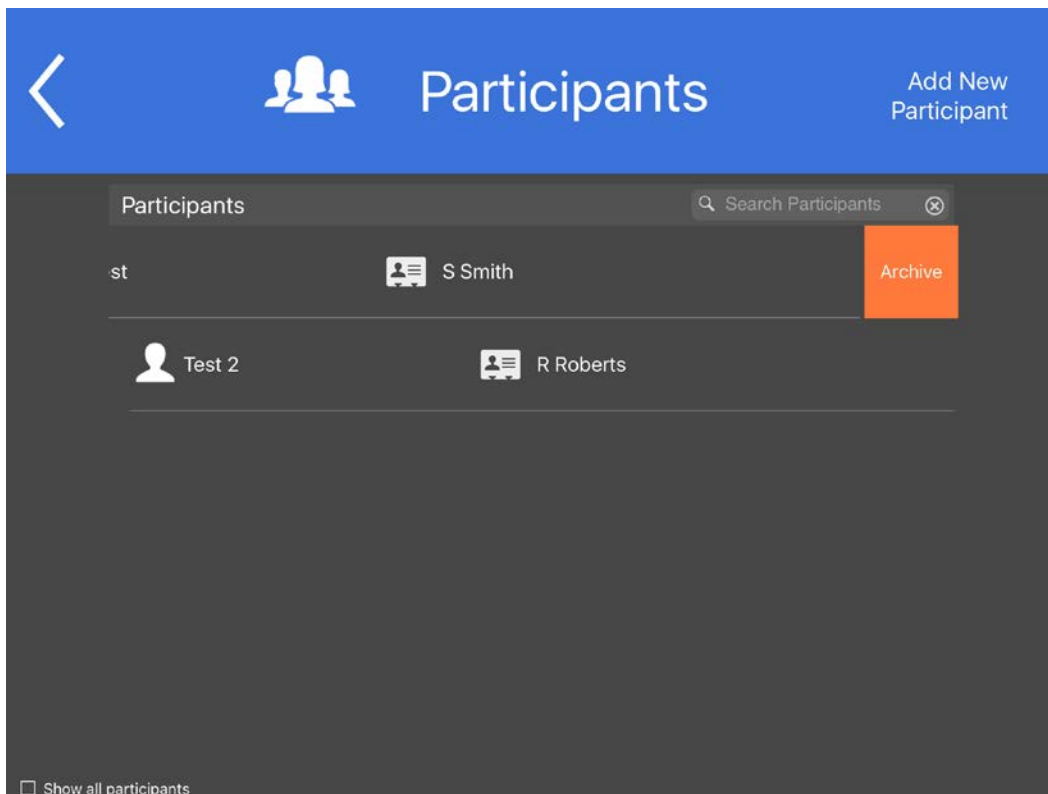 Participants
Add New
Participant
Participants
Search Participants
st
S Smith
Archive
Test 2
R Roberts
Show all participants